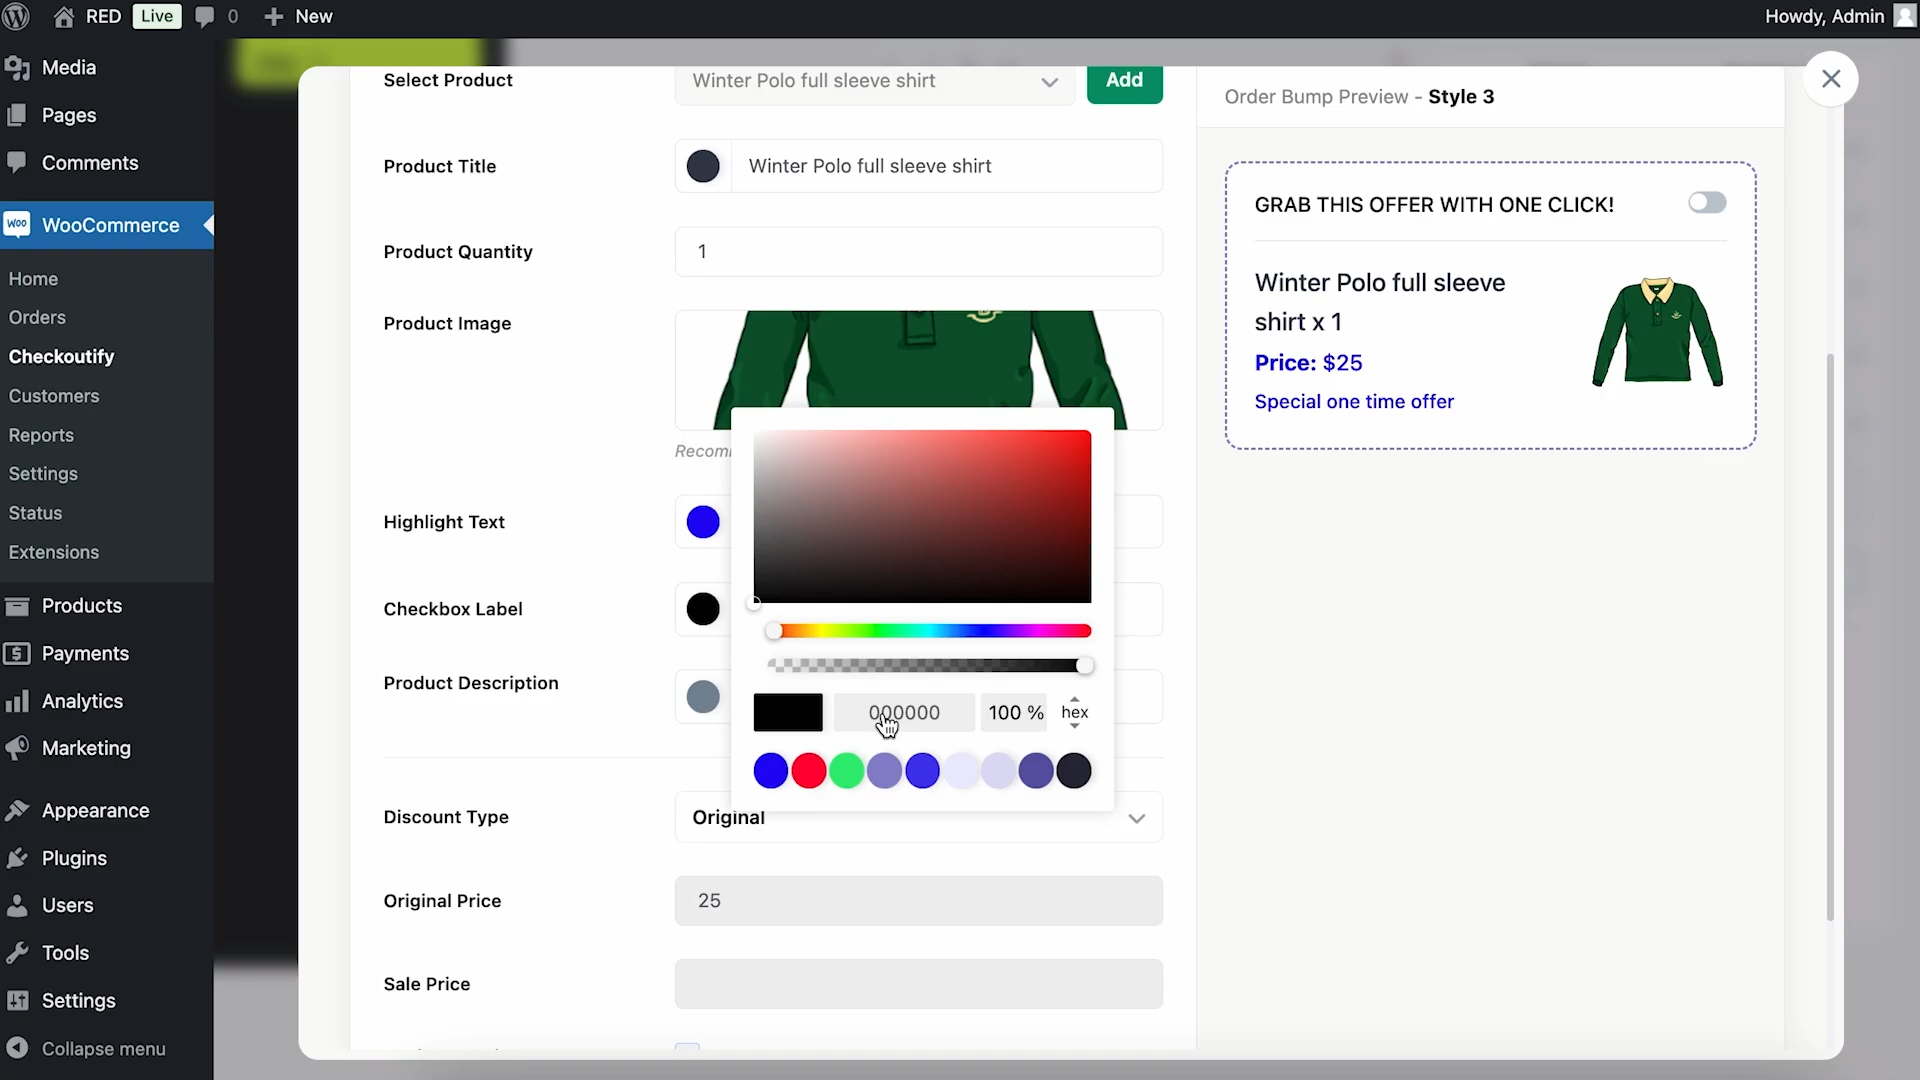 RED Live 0 New Howdy, Admin
Media
Pages
Comments
woo WooCommerce
Home
Orders
Checkoutify
Customers
Reports
Settings
Status
Extensions
Products
Payments
Analytics
Marketing
Appearance
Plugins
Users
Tools
Settings
Collapse menu
Select Product Winter Polo full sleeve shirt Add
Product Title Winter Polo full sleeve shirt
Product Quantity 1
Product Image
Highlight Text
Checkbox Label
Product Description
000000 100 % hex
Discount Type Original
Original Price 25
Sale Price
Order Bump Preview - Style 3
GRAB THIS OFFER WITH ONE CLICK!
Winter Polo full sleeve
shirt x 1
Price: $25
Special one time offer